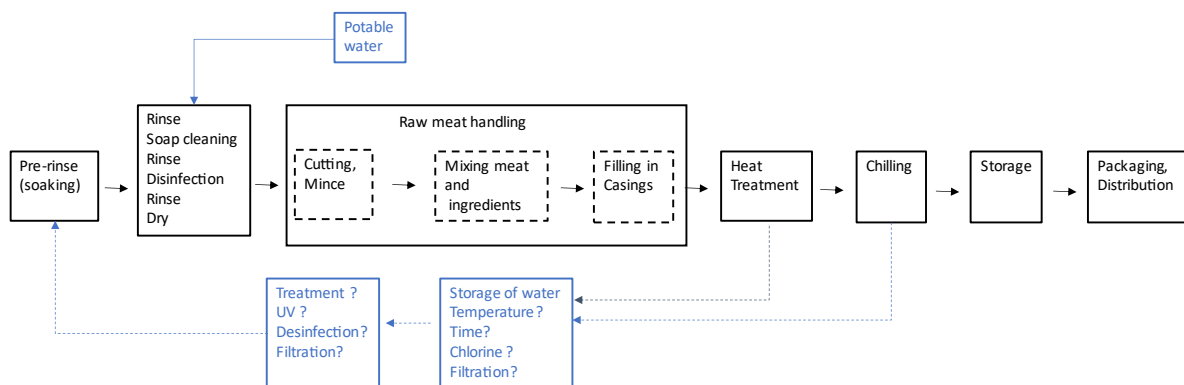 Potable
water
Pre-rinse
(soaking)
Rinse
Soap cleaning
Rinse
Disinfection
Rinse
Dry
Raw meat handling
Cutting,
Mince
Mixing meat
and
ingredients
Filling in
Casings
Heat
Treatment
Chilling
Storage
Packaging,
Distribution
Treatment ?
UV ?
Desinfection?
Filtration?
Storage of water
Temperature?
Time?
Chlorine ?
Filtration?